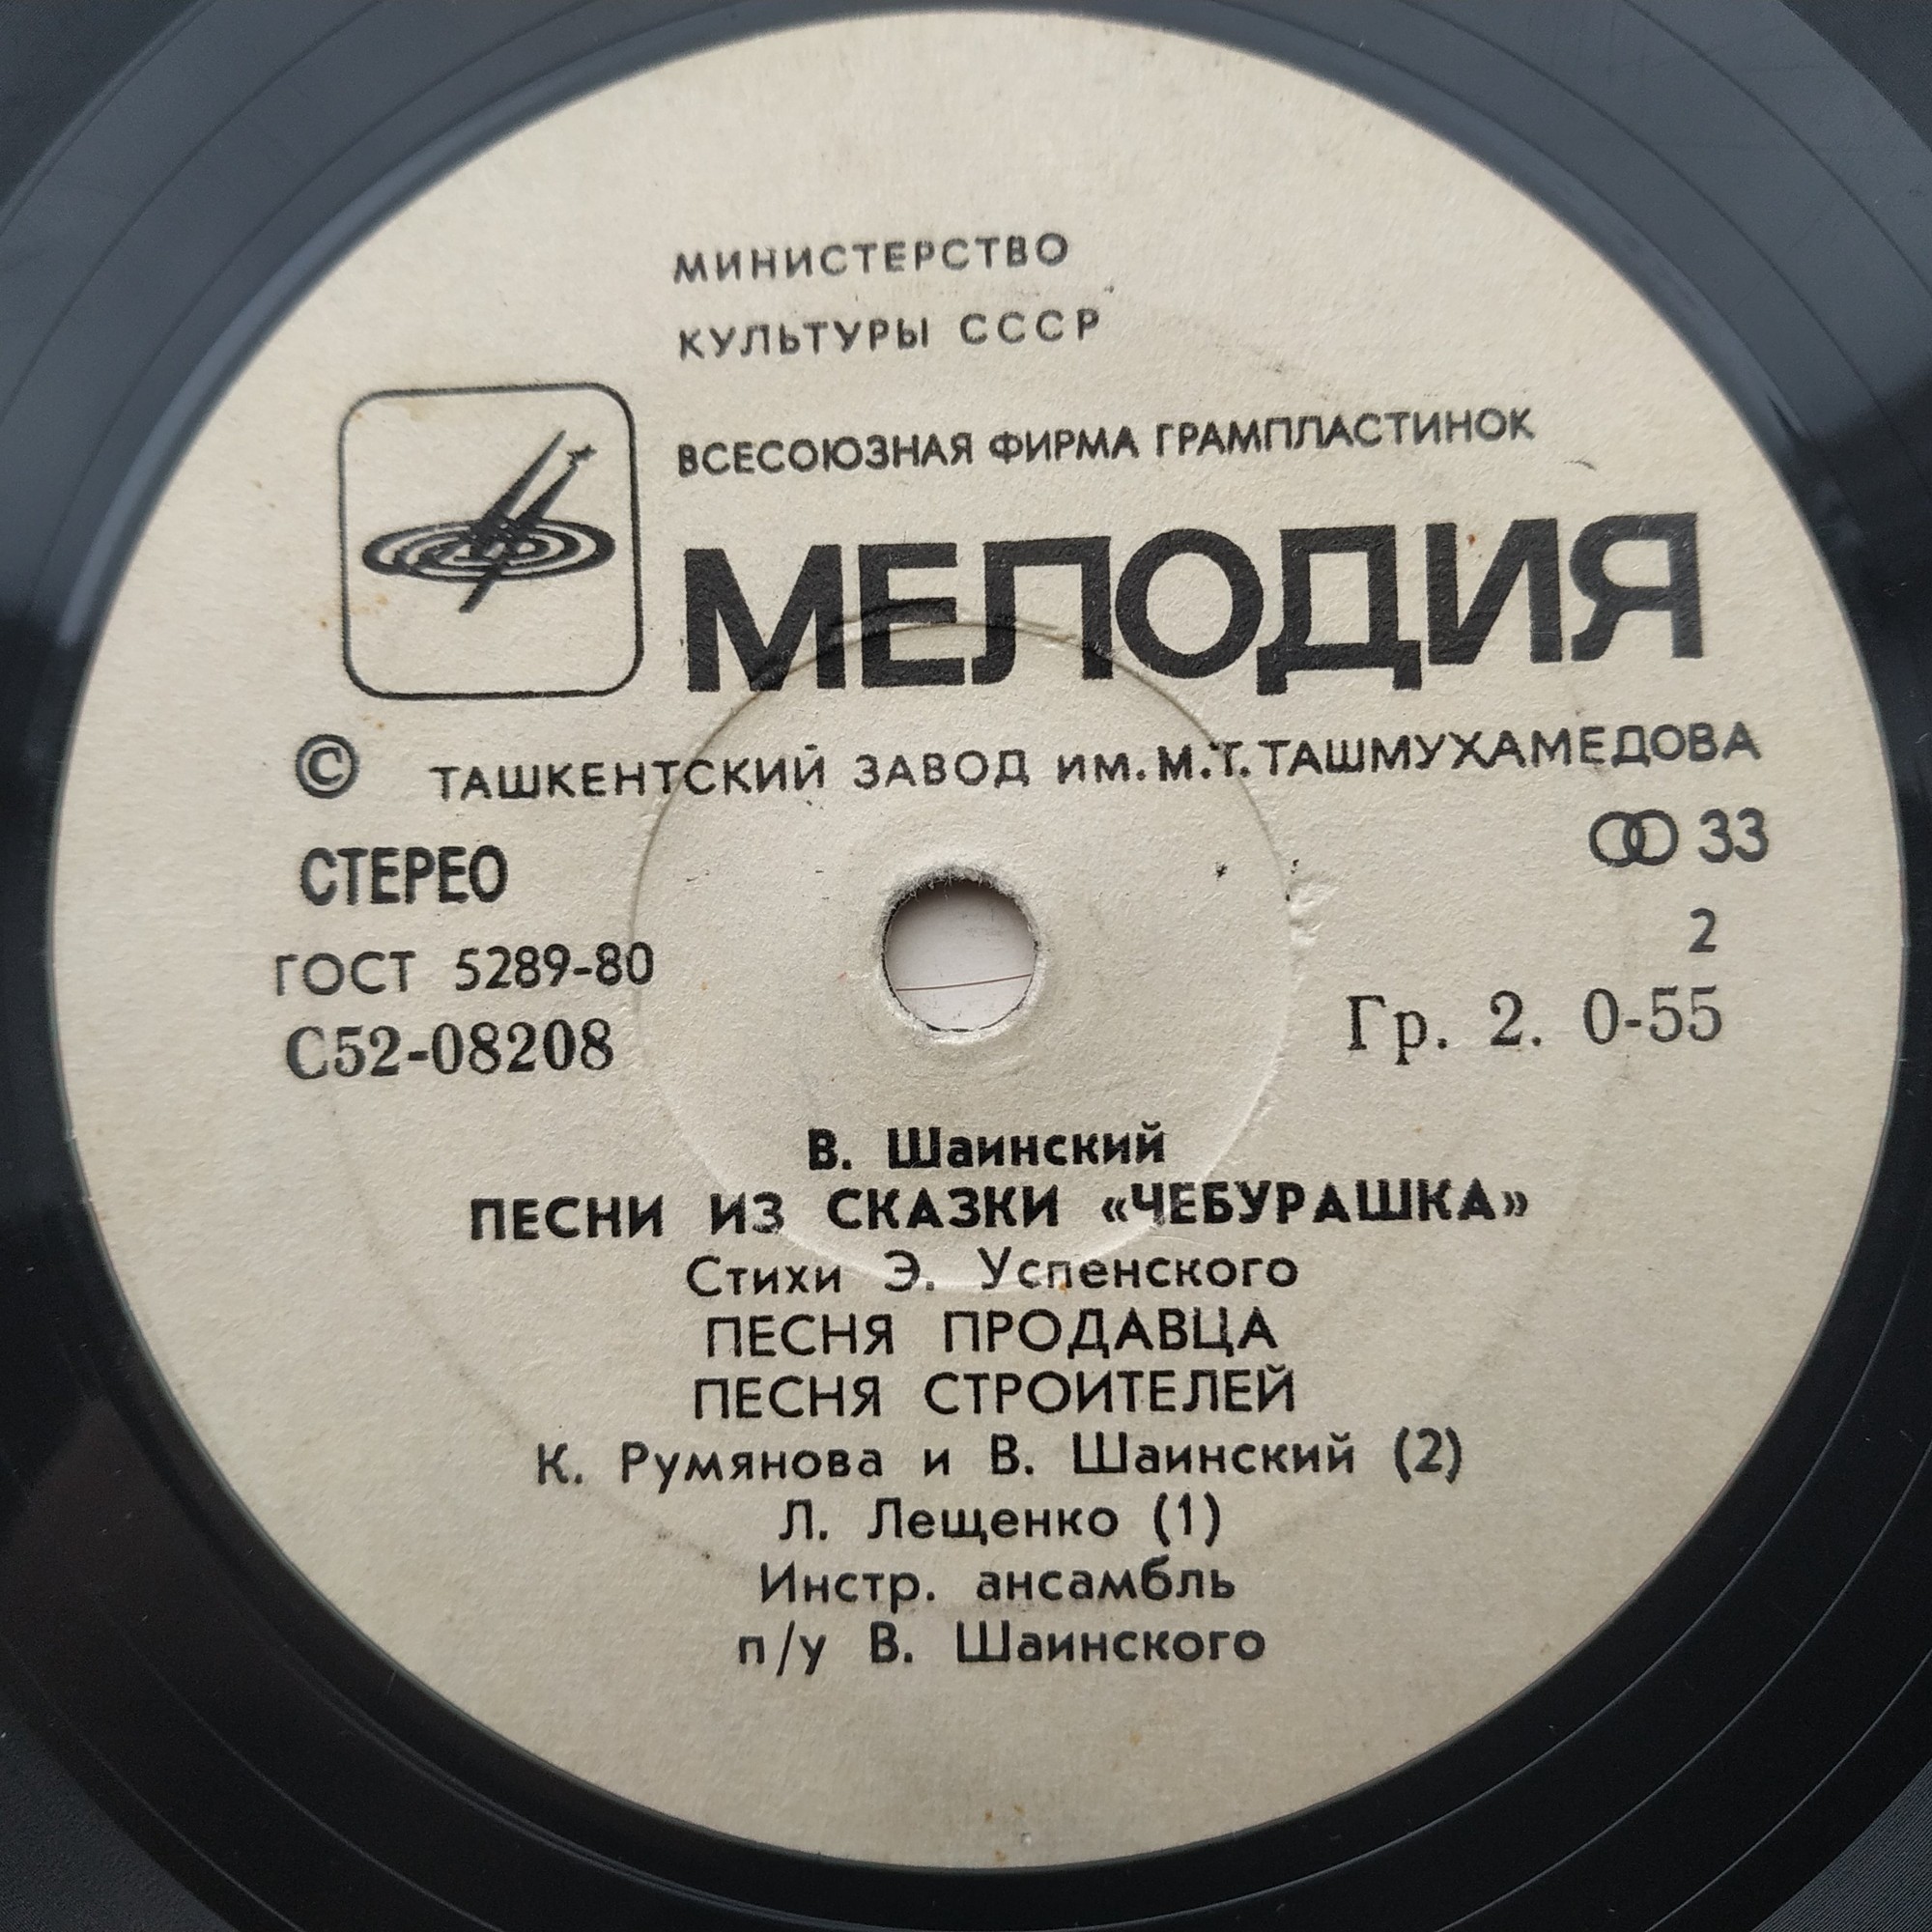 МИНИСТЕРСТВО
КУЛЬТУРЫ СССР
ВСЕСОЮЗНАЯ ФИРМА ГРАМПЛАСТИНОК
МЕЛОДИЯ
© ТАШКЕНТСКИЙ ЗАВОД ИМ. М.Т. ТАШМУХАМЕДОВА
СТЕРЕО
33
ГОСТ 5289-80
2
С52-08208
Гр. 2. 0-55
В. Шаинский
ПЕСНИ ИЗ СКАЗКИ «ЧЕБУРАШКА»
Стихи Э. Успенского
ПЕСНЯ ПРОДАВЦА
ПЕСНЯ СТРОИТЕЛЕЙ
К. Румянова и В. Шаинский (2)
Л. Лещенко (1)
Инстр. ансамбль
п/у В. Шаинского